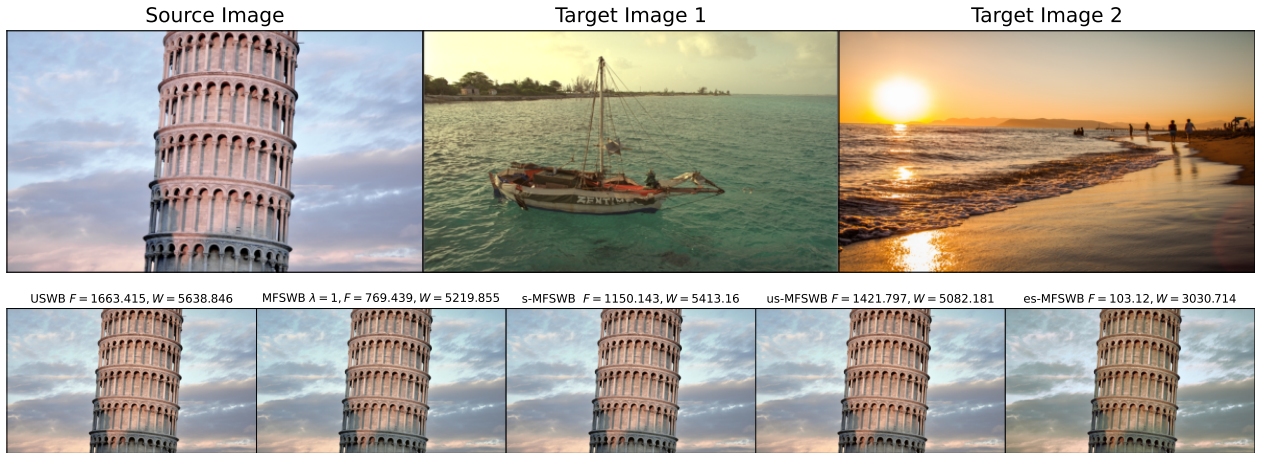 Source Image
Target Image 1
Target Image 2
USWB F = 1663.415, W = 5638.846
MFSWB λ = 1, F = 769.439, W = 5219.855
s-MFSWB F = 1150.143, W = 5413.16
us-MFSWB F = 1421.797, W = 5082.181
es-MFSWB F = 103.12, W = 3030.714